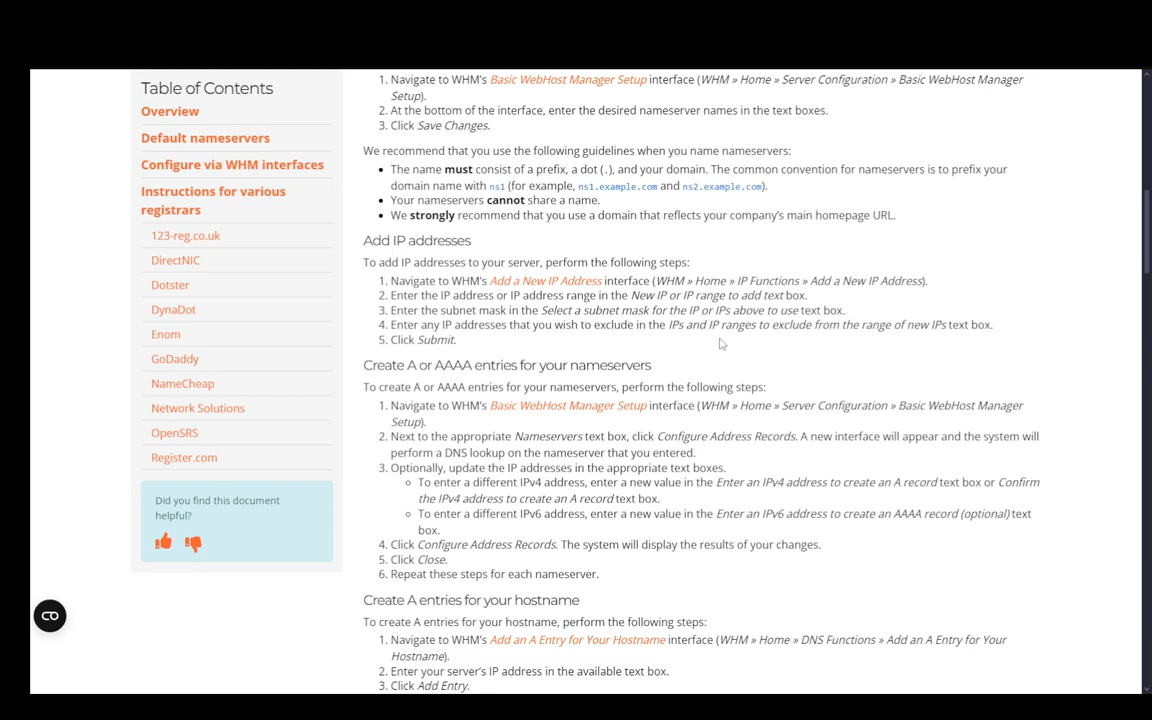 Table of Contents
Overview
Default nameservers
Configure via WHM interfaces
Instructions for various
registrars
123-reg.co.uk
DirectNIC
Dotster
DynaDot
Enom
GoDaddy
NameCheap
Network Solutions
OpenSRS
Register.com
Did you find this document
helpful?
1. Navigate to WHM's Basic WebHost Manager Setup interface (WHM » Home » Server Configuration » Basic WebHost Manager
Setup).
2. At the bottom of the interface, enter the desired nameserver names in the text boxes.
3. Click Save Changes.
We recommend that you use the following guidelines when you name nameservers:
• The name must consist of a prefix, a dot (.), and your domain. The common convention for nameservers is to prefix your
domain name with ns1 (for example, ns1.example.com and ns2.example.com).
• Your nameservers cannot share a name.
• We strongly recommend that you use a domain that reflects your company's main homepage URL.
Add IP addresses
To add IP addresses to your server, perform the following steps:
1. Navigate to WHM's Add a New IP Address interface (WHM » Home » IP Functions » Add a New IP Address).
2. Enter the IP address or IP address range in the New IP or IP range to add text box.
3. Enter the subnet mask in the Select a subnet mask for the IP or IPs above to use text box.
4. Enter any IP addresses that you wish to exclude in the IPs and IP ranges to exclude from the range of new IPs text box.
5. Click Submit.
Create A or AAAA entries for your nameservers
To create A or AAAA entries for your nameservers, perform the following steps:
1. Navigate to WHM's Basic WebHost Manager Setup interface (WHM » Home » Server Configuration » Basic WebHost Manager
Setup).
2. Next to the appropriate Nameservers text box, click Configure Address Records. A new interface will appear and the system will
perform a DNS lookup on the nameserver that you entered.
3. Optionally, update the IP addresses in the appropriate text boxes.
◦ To enter a different IPv4 address, enter a new value in the Enter an IPv4 address to create an A record text box or Confirm
the IPv4 address to create an A record text box.
◦ To enter a different IPv6 address, enter a new value in the Enter an IPv6 address to create an AAAA record (optional) text
box.
4. Click Configure Address Records. The system will display the results of your changes.
5. Click Close.
6. Repeat these steps for each nameserver.
Create A entries for your hostname
To create A entries for your hostname, perform the following steps:
1. Navigate to WHM's Add an A Entry for Your Hostname interface (WHM » Home » DNS Functions » Add an A Entry for Your
Hostname).
2. Enter your server's IP address in the available text box.
3. Click Add Entry.